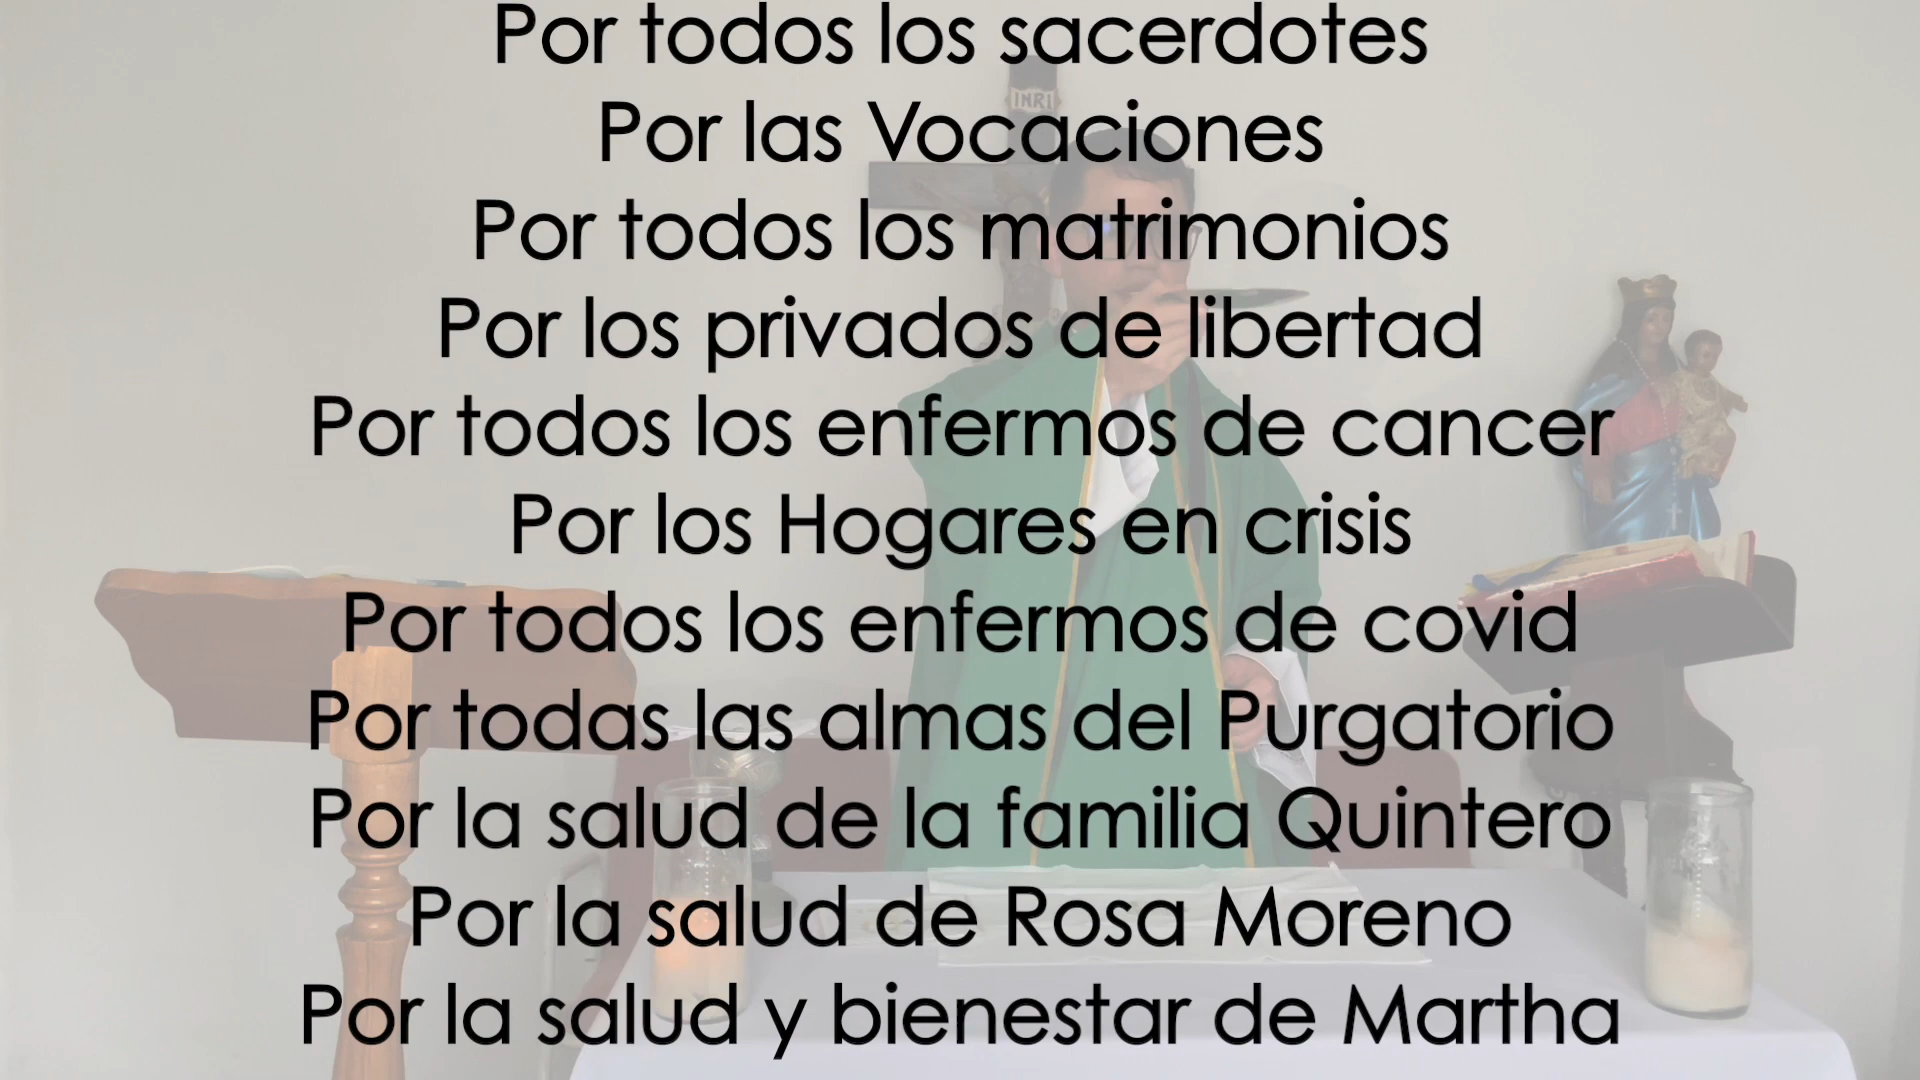 Por todos los sacerdotes
INRI
Por las Vocaciones
Por todos los matrimonios
Por los privados de libertad
Por todos los enfermos de cancer
Por los Hogares en crisis
Por todos los enfermos de covid
Por todas las almas del Purgatorio
Por la salud de la familia Quintero
Por la salud de Rosa Moreno
Por la salud y bienestar de Martha